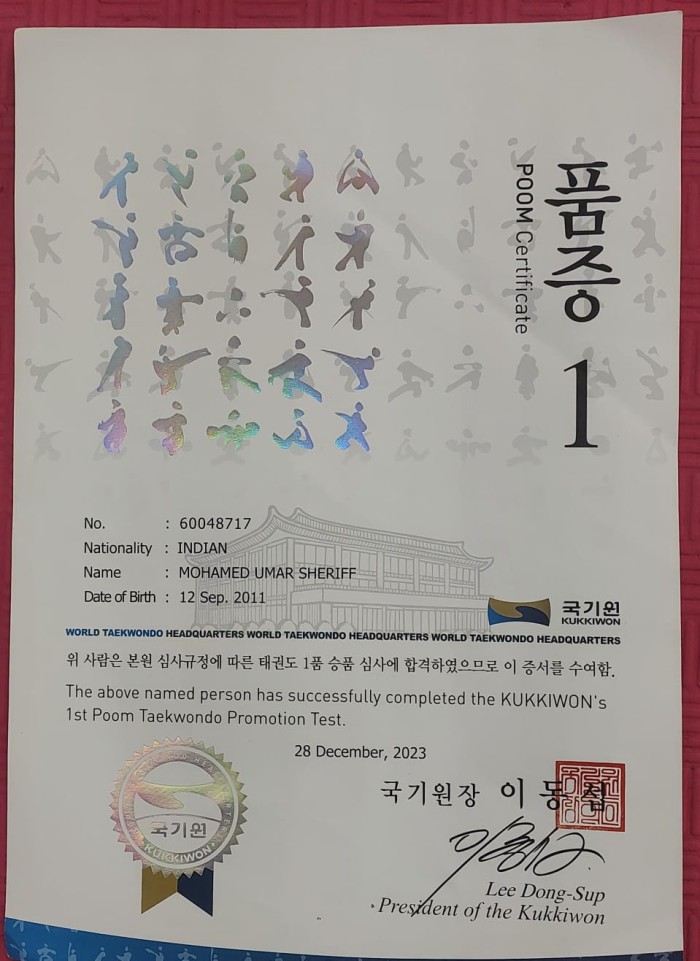 품증
POOM Certificate
1
No. : 60048717
Nationality : INDIAN
Name : MOHAMED UMAR SHERIFF
Date of Birth : 12 Sep. 2011
국기원
KUKKIWON
WORLD TAEKWONDO HEADQUARTERS WORLD TAEKWONDO HEADQUARTERS WORLD TAEKWONDO HEADQUARTERS
위 사람은 본원 심사규정에 따른 태권도 1품 승품 심사에 합격하였으므로 이 증서를 수여함.
The above named person has successfully completed the KUKKIWON's
1st Poom Taekwondo Promotion Test.
28 December, 2023
국기원장 이 동 섭
Lee Dong-Sup
President of the Kukkiwon
국기원
KUKKIWON